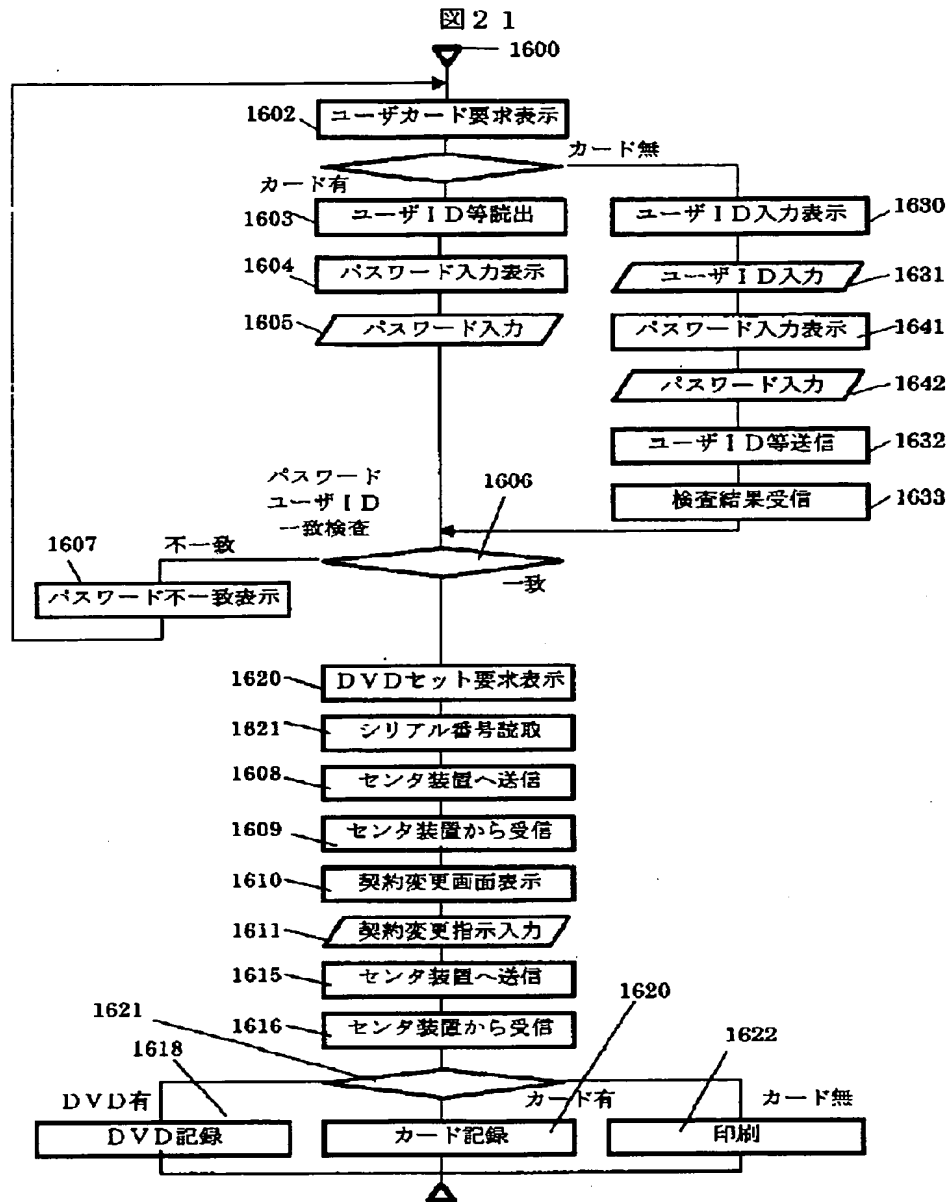 図21
1600
1602
ユーザカード要求表示
カード無
カード有
1603
ユーザID等読出
ユーザID入力表示
1630
1604
パスワード入力表示
ユーザID入力
1631
1605
パスワード入力
パスワード入力表示
1641
パスワード入力
1642
ユーザID等送信
1632
検査結果受信
1633
パスワード
ユーザID
一致検査
1606
1607
不一致
一致
パスワード不一致表示
1620
DVDセット要求表示
1621
シリアル番号読取
1608
センタ装置へ送信
1609
センタ装置から受信
1610
契約変更画面表示
1611
契約変更指示入力
1615
センタ装置へ送信
1616
センタ装置から受信
1621
1620
1618
1622
DVD有
カード有
カード無
DVD記録
カード記録
印刷